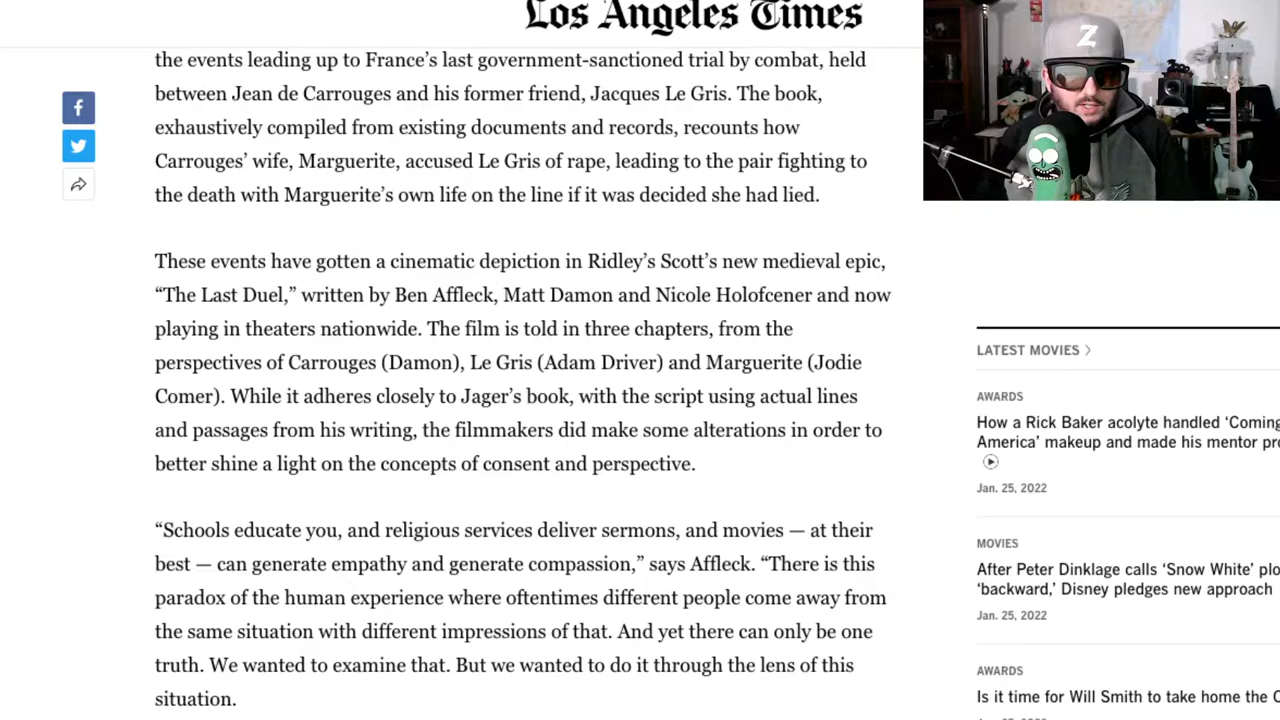 Los Angeles Times
the events leading up to France’s last government-sanctioned trial by combat, held
between Jean de Carrouges and his former friend, Jacques Le Gris. The book,
exhaustively compiled from existing documents and records, recounts how
Carrouges’ wife, Marguerite, accused Le Gris of rape, leading to the pair fighting to
the death with Marguerite’s own life on the line if it was decided she had lied.
These events have gotten a cinematic depiction in Ridley’s Scott’s new medieval epic,
“The Last Duel,” written by Ben Affleck, Matt Damon and Nicole Holofcener and now
playing in theaters nationwide. The film is told in three chapters, from the
perspectives of Carrouges (Damon), Le Gris (Adam Driver) and Marguerite (Jodie
Comer). While it adheres closely to Jager’s book, with the script using actual lines
and passages from his writing, the filmmakers did make some alterations in order to
better shine a light on the concepts of consent and perspective.
“Schools educate you, and religious services deliver sermons, and movies — at their
best — can generate empathy and generate compassion,” says Affleck. “There is this
paradox of the human experience where oftentimes different people come away from
the same situation with different impressions of that. And yet there can only be one
truth. We wanted to examine that. But we wanted to do it through the lens of this
situation.
Z
LATEST MOVIES
AWARDS
How a Rick Baker acolyte handled ‘Coming
America’ makeup and made his mentor pr
Jan. 25, 2022
MOVIES
After Peter Dinklage calls ‘Snow White’ plo
‘backward,’ Disney pledges new approach
Jan. 25, 2022
AWARDS
Is it time for Will Smith to take home the